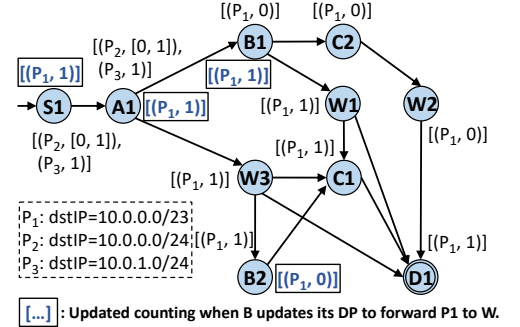 [(P₁, 0)]
[(P₁, 0)]
B1
C2
[(P₂, [0, 1]),
(P₃, 1)]
[(P₁, 1)]
[(P₁, 1)]
S1
A1
[(P₁, 1)]
[(P₁, 1)]
W1
W2
[(P₂, [0, 1]),
(P₃, 1)]
[(P₁, 0)]
[(P₁, 1)]
[(P₁, 1)]
W3
C1
P₁: dstIP=10.0.0.0/23
P₂: dstIP=10.0.0.0/24
P₃: dstIP=10.0.1.0/24
[(P₁, 1)]
[(P₁, 1)]
B2
[(P₁, 0)]
D1
[...] : Updated counting when B updates its DP to forward P1 to W.